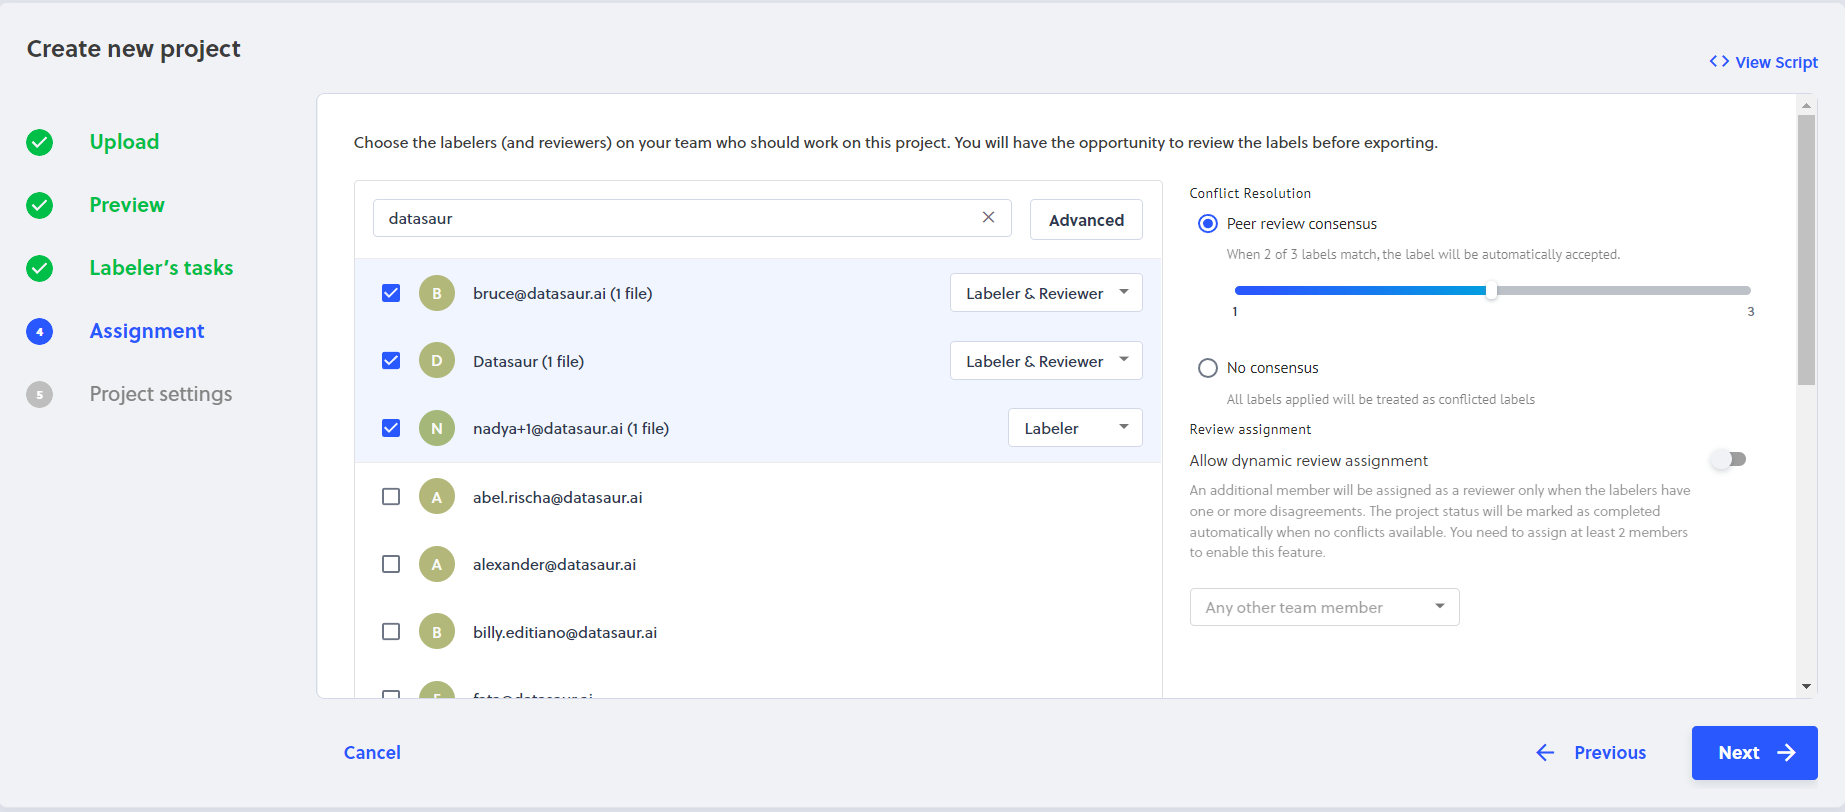 Create new project
View Script
Upload
Preview
Labeler's tasks
4 Assignment
5 Project settings
Choose the labelers (and reviewers) on your team who should work on this project. You will have the opportunity to review the labels before exporting.
datasaur
Advanced
B bruce@datasaur.ai (1 file) Labeler & Reviewer
D Datasaur (1 file) Labeler & Reviewer
N nadya+1@datasaur.ai (1 file) Labeler
A abel.rischa@datasaur.ai
A alexander@datasaur.ai
B billy.editiano@datasaur.ai
Conflict Resolution
Peer review consensus
When 2 of 3 labels match, the label will be automatically accepted.
1 3
No consensus
All labels applied will be treated as conflicted labels
Review assignment
Allow dynamic review assignment
An additional member will be assigned as a reviewer only when the labelers have
one or more disagreements. The project status will be marked as completed
automatically when no conflicts available. You need to assign at least 2 members
to enable this feature.
Any other team member
Cancel
Previous
Next